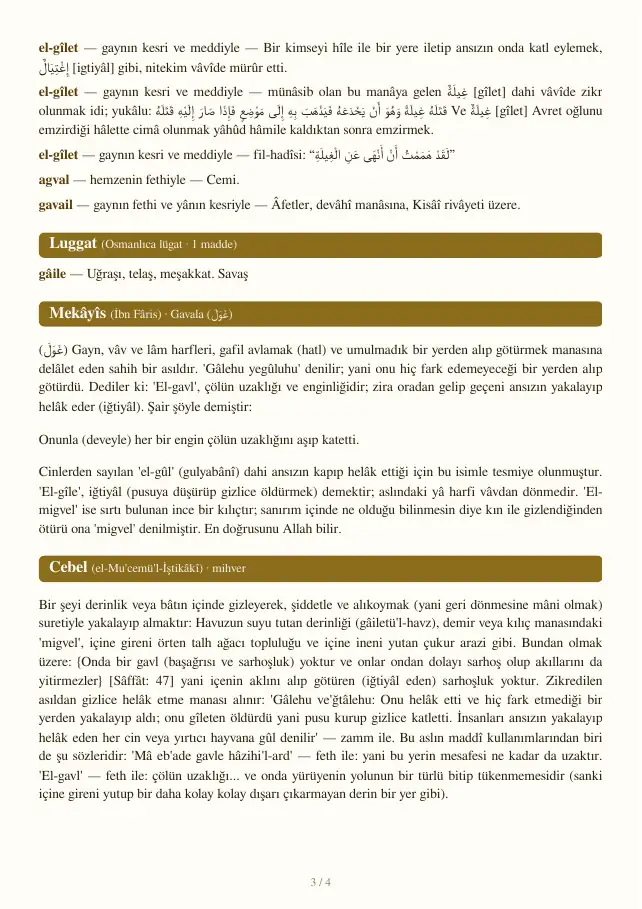 el-gîlet — gaynın kesri ve meddiyle — Bir kimseyi hîle ile bir yere iletip ansızın onda katl eylemek,
إِغْتِيَالٌ [igtiyâl] gibi, nitekim vâvîde mürûr etti.
el-gîlet — gaynın kesri ve meddiyle — münâsib olan bu manâya gelen غِيلَةٌ [gîlet] dahi vâvîde zikr
olunmak idi; yukâlu: قَتَلَهُ غِيلَةً وَهُوَ أَنْ يَخْدَعَهُ فَيَذْهَبَ بِهِ إِلَى مَوْضِعٍ فَإِذَا صَارَ إِلَيْهِ قَتَلَهُ Ve غِيلَةٌ [gîlet] Avret oğlunu
emzirdiği hâlette cimâ olunmak yâhûd hâmile kaldıktan sonra emzirmek.
el-gîlet — gaynın kesri ve meddiyle — fil-hadîsi: “لَقَدْ هَمَمْتُ أَنْ أَنْهَى عَنِ الْغِيلَةِ”
agval — hemzenin fethiyle — Cemi.
gavail — gaynın fethi ve yânın kesriyle — Âfetler, devâhî manâsına, Kisâî rivâyeti üzere.
Luggat (Osmanlıca lügat · 1 madde)
gâile — Uğraşı, telaş, meşakkat. Savaş
Mekâyîs (İbn Fâris) · Gavala (غَوَلَ)
(غَوَلَ) Gayn, vâv ve lâm harfleri, gafil avlamak (hatl) ve umulmadık bir yerden alıp götürmek manasına
delâlet eden sahih bir asıldır. 'Gâlehu yegûluhu' denilir; yani onu hiç fark edemeyeceği bir yerden alıp
götürdü. Dediler ki: 'El-gavl', çölün uzaklığı ve enginliğidir; zira oradan gelip geçeni ansızın yakalayıp
helâk eder (iğtiyâl). Şair şöyle demiştir:
Onunla (deveyle) her bir engin çölün uzaklığını aşıp katetti.
Cinlerden sayılan 'el-gûl' (gulyabânî) dahi ansızın kapıp helâk ettiği için bu isimle tesmiye olunmuştur.
'El-gîle', iğtiyâl (pusuya düşürüp gizlice öldürmek) demektir; aslındaki yâ harfi vâvdan dönmedir. 'El-
migvel' ise sırtı bulunan ince bir kılıçtır; sanırım içinde ne olduğu bilinmesin diye kın ile gizlendiğinden
ötürü ona 'migvel' denilmiştir. En doğrusunu Allah bilir.
Cebel (el-Mu'cemü'l-İştikâkî) · mihver
Bir şeyi derinlik veya bâtın içinde gizleyerek, şiddetle ve alıkoymak (yani geri dönmesine mâni olmak)
suretiyle yakalayıp almaktır: Havuzun suyu tutan derinliği (gâiletü'l-havz), demir veya kılıç manasındaki
'migvel', içine gireni örten talh ağacı topluluğu ve içine ineni yutan çukur arazi gibi. Bundan olmak
üzere: {Onda bir gavl (başağrısı ve sarhoşluk) yoktur ve onlar ondan dolayı sarhoş olup akıllarını da
yitirmezler} [Sâffât: 47] yani içenin aklını alıp götüren (iğtiyâl eden) sarhoşluk yoktur. Zikredilen
asıldan gizlice helâk etme manası alınır: 'Gâlehu ve'ğtâlehu: Onu helâk etti ve hiç fark etmediği bir
yerden yakalayıp aldı; onu gîleten öldürdü yani pusu kurup gizlice katletti. İnsanları ansızın yakalayıp
helâk eden her cin veya yırtıcı hayvana gûl denilir' — zamm ile. Bu aslın maddî kullanımlarından biri
de şu sözleridir: 'Mâ eb'ade gavle hâzihi'l-ard' — feth ile: yani bu yerin mesafesi ne kadar da uzaktır.
'El-gavl' — feth ile: çölün uzaklığı... ve onda yürüyenin yolunun bir türlü bitip tükenmemesidir (sanki
içine gireni yutup bir daha kolay kolay dışarı çıkarmayan derin bir yer gibi).
3 / 4